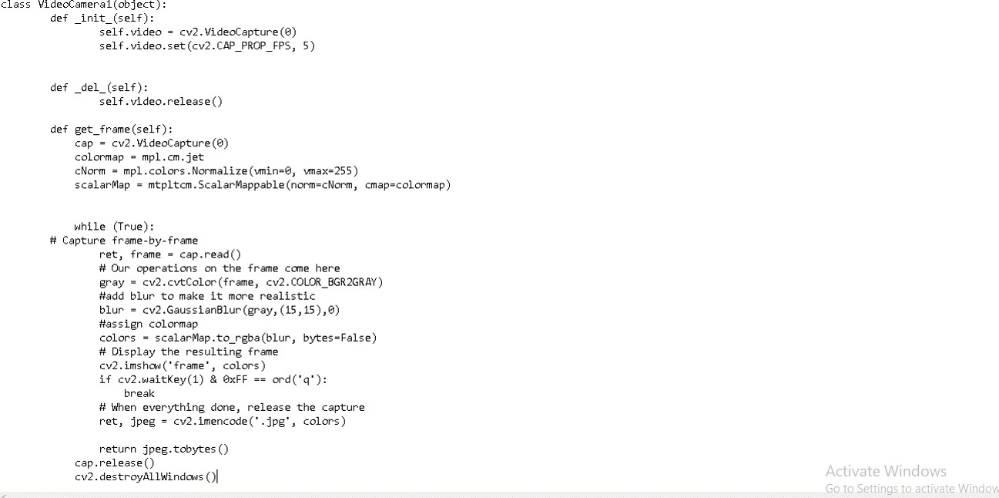 class VideoCamera1(object):
def _init_(self):
self.video = cv2.VideoCapture(0)
self.video.set(cv2.CAP_PROP_FPS, 5)
def _del_(self):
self.video.release()
def get_frame(self):
cap = cv2.VideoCapture(0)
colormap = mpl.cm.jet
cNorm = mpl.colors.Normalize(vmin=0, vmax=255)
scalarMap = mtpltcm.ScalarMappable(norm=cNorm, cmap=colormap)
while (True):
# Capture frame-by-frame
ret, frame = cap.read()
# Our operations on the frame come here
gray = cv2.cvtColor(frame, cv2.COLOR_BGR2GRAY)
#add blur to make it more realistic
blur = cv2.GaussianBlur(gray,(15,15),0)
#assign colormap
colors = scalarMap.to_rgba(blur, bytes=False)
# Display the resulting frame
cv2.imshow('frame', colors)
if cv2.waitKey(1) & 0xFF == ord('q'):
break
# When everything done, release the capture
ret, jpeg = cv2.imencode('.jpg', colors)
return jpeg.tobytes()
cap.release()
cv2.destroyAllWindows()
Activate Windows
Go to Settings to activate Window